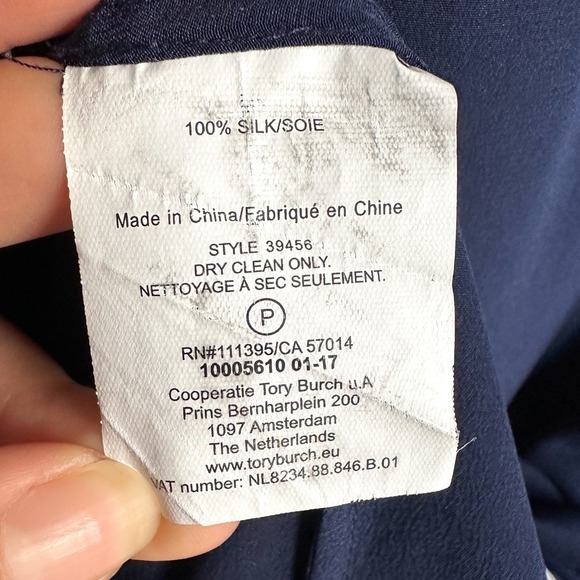 100% SILK/SOIE
Made in China/Fabriqué en Chine
STYLE 39456
DRY CLEAN ONLY.
NETTOYAGE À SEC SEULEMENT.
P
RN#111395/CA 57014
10005610 01-17
Cooperatie Tory Burch u.A
Prins Bernharplein 200
1097 Amsterdam
The Netherlands
www.toryburch.eu
VAT number: NL8234.88.846.B.01